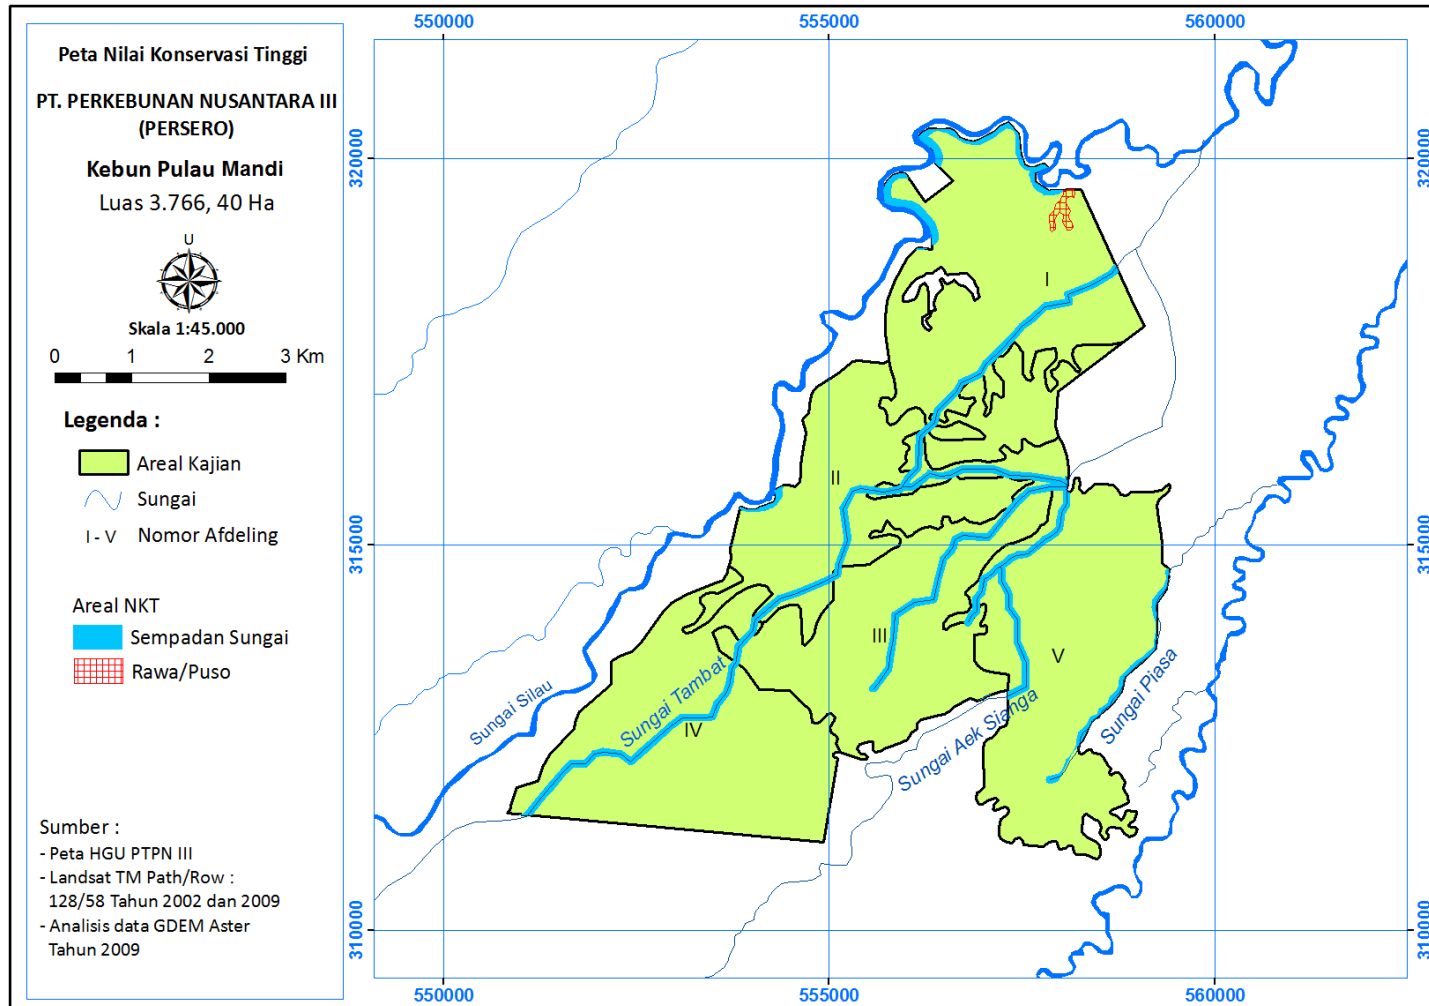 Peta Nilai Konservasi Tinggi
PT. PERKEBUNAN NUSANTARA III
(PERSERO)
Kebun Pulau Mandi
Luas 3.766, 40 Ha
U
Skala 1:45.000
0 1 2 3 Km
Legenda :
Areal Kajian
Sungai
I - V Nomor Afdeling
Areal NKT
Sempadan Sungai
Rawa/Puso
Sumber :
- Peta HGU PTPN III
- Landsat TM Path/Row :
128/58 Tahun 2002 dan 2009
- Analisis data GDEM Aster
Tahun 2009
550000 555000 560000
320000 320000
I
II
315000 315000
III
V
Sungai Silau
Sungai Tambat
IV
Sungai Aek Sianga
Sungai Piasa
310000 310000
550000 555000 560000